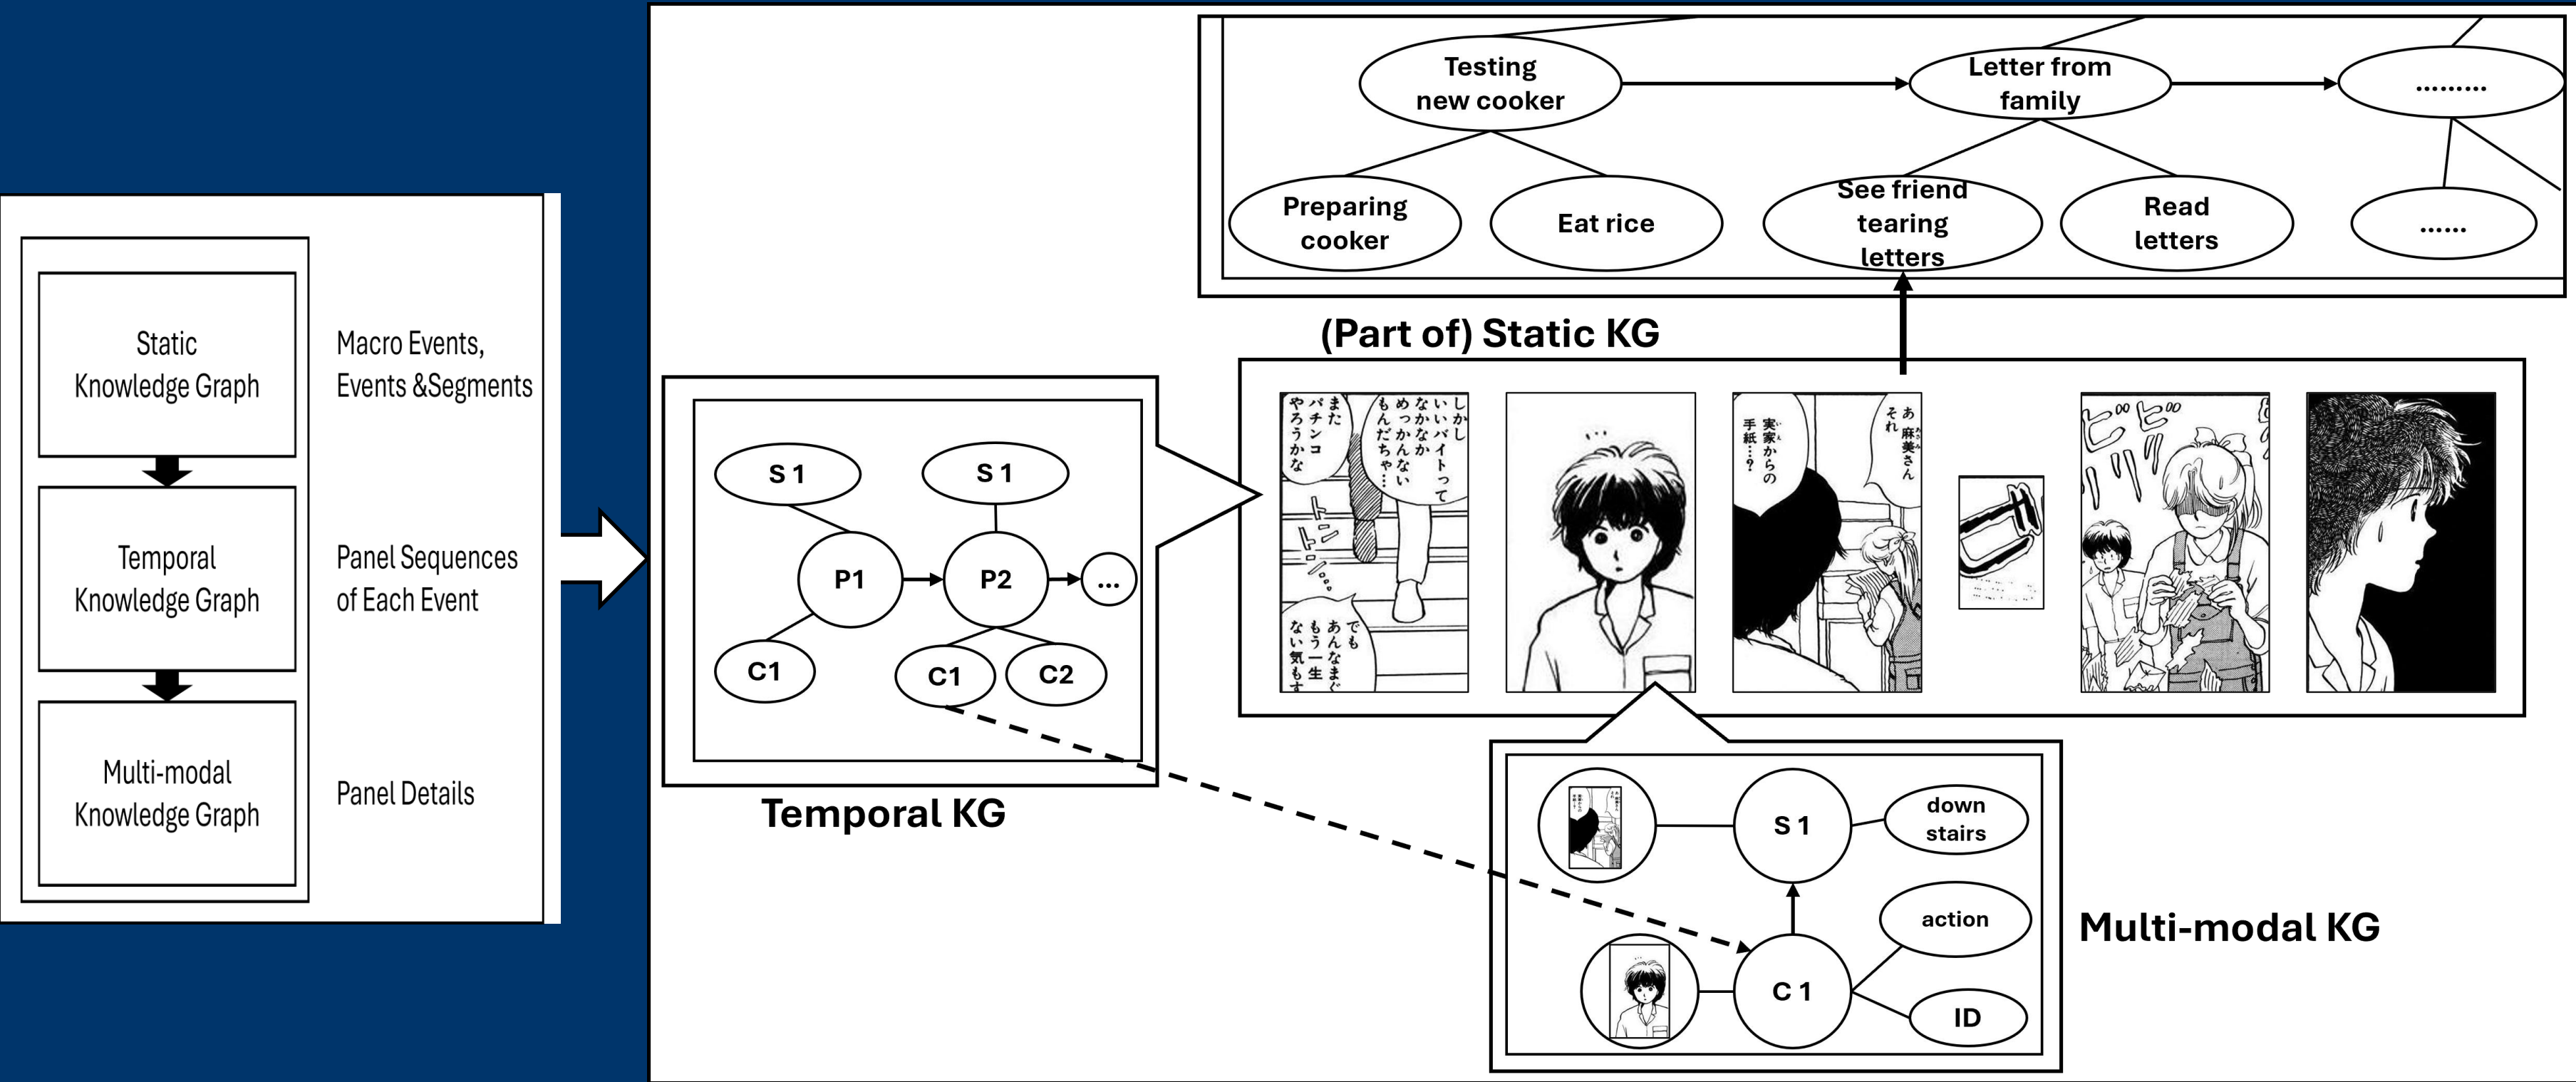 Static
Knowledge Graph
Macro Events,
Events &Segments
Temporal
Knowledge Graph
Panel Sequences
of Each Event
Multi-modal
Knowledge Graph
Panel Details
Testing
new cooker
Letter from
family
.........
Preparing
cooker
Eat rice
See friend
tearing
letters
Read
letters
......
(Part of) Static KG
S 1
S 1
P1
P2
...
C1
C1
C2
Temporal KG
しかし
いいバイトって
なかなか
めっかんない
もんだちゃ…
また
パチンコ
やろうかな
トン
トン…
でも
あんなまぐ
もう一生
ない気もす
あ 麻美さん
それ
実家からの
手紙…?
ビビ
S 1
down
stairs
action
C 1
ID
Multi-modal KG